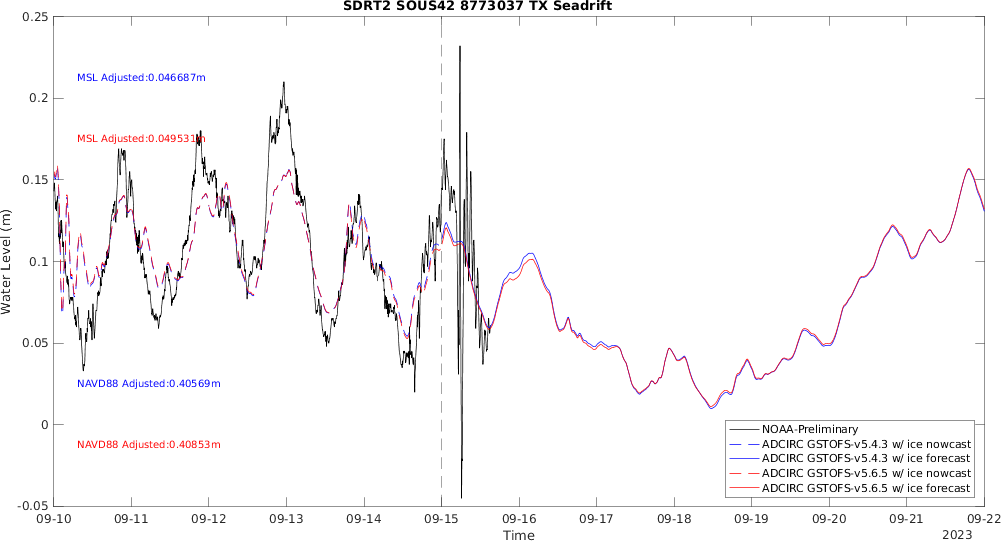 SDRT2 SOUS42 8773037 TX Seadrift
0.25
0.2
0.15
0.1
0.05
0
-0.05
Water Level (m)
MSL Adjusted:0.046687m
MSL Adjusted:0.049531m
NAVD88 Adjusted:0.40569m
NAVD88 Adjusted:0.40853m
NOAA-Preliminary
ADCIRC GSTOFS-v5.4.3 w/ ice nowcast
ADCIRC GSTOFS-v5.4.3 w/ ice forecast
ADCIRC GSTOFS-v5.6.5 w/ ice nowcast
ADCIRC GSTOFS-v5.6.5 w/ ice forecast
09-10 09-11 09-12 09-13 09-14 09-15 09-16 09-17 09-18 09-19 09-20 09-21 09-22
Time
2023